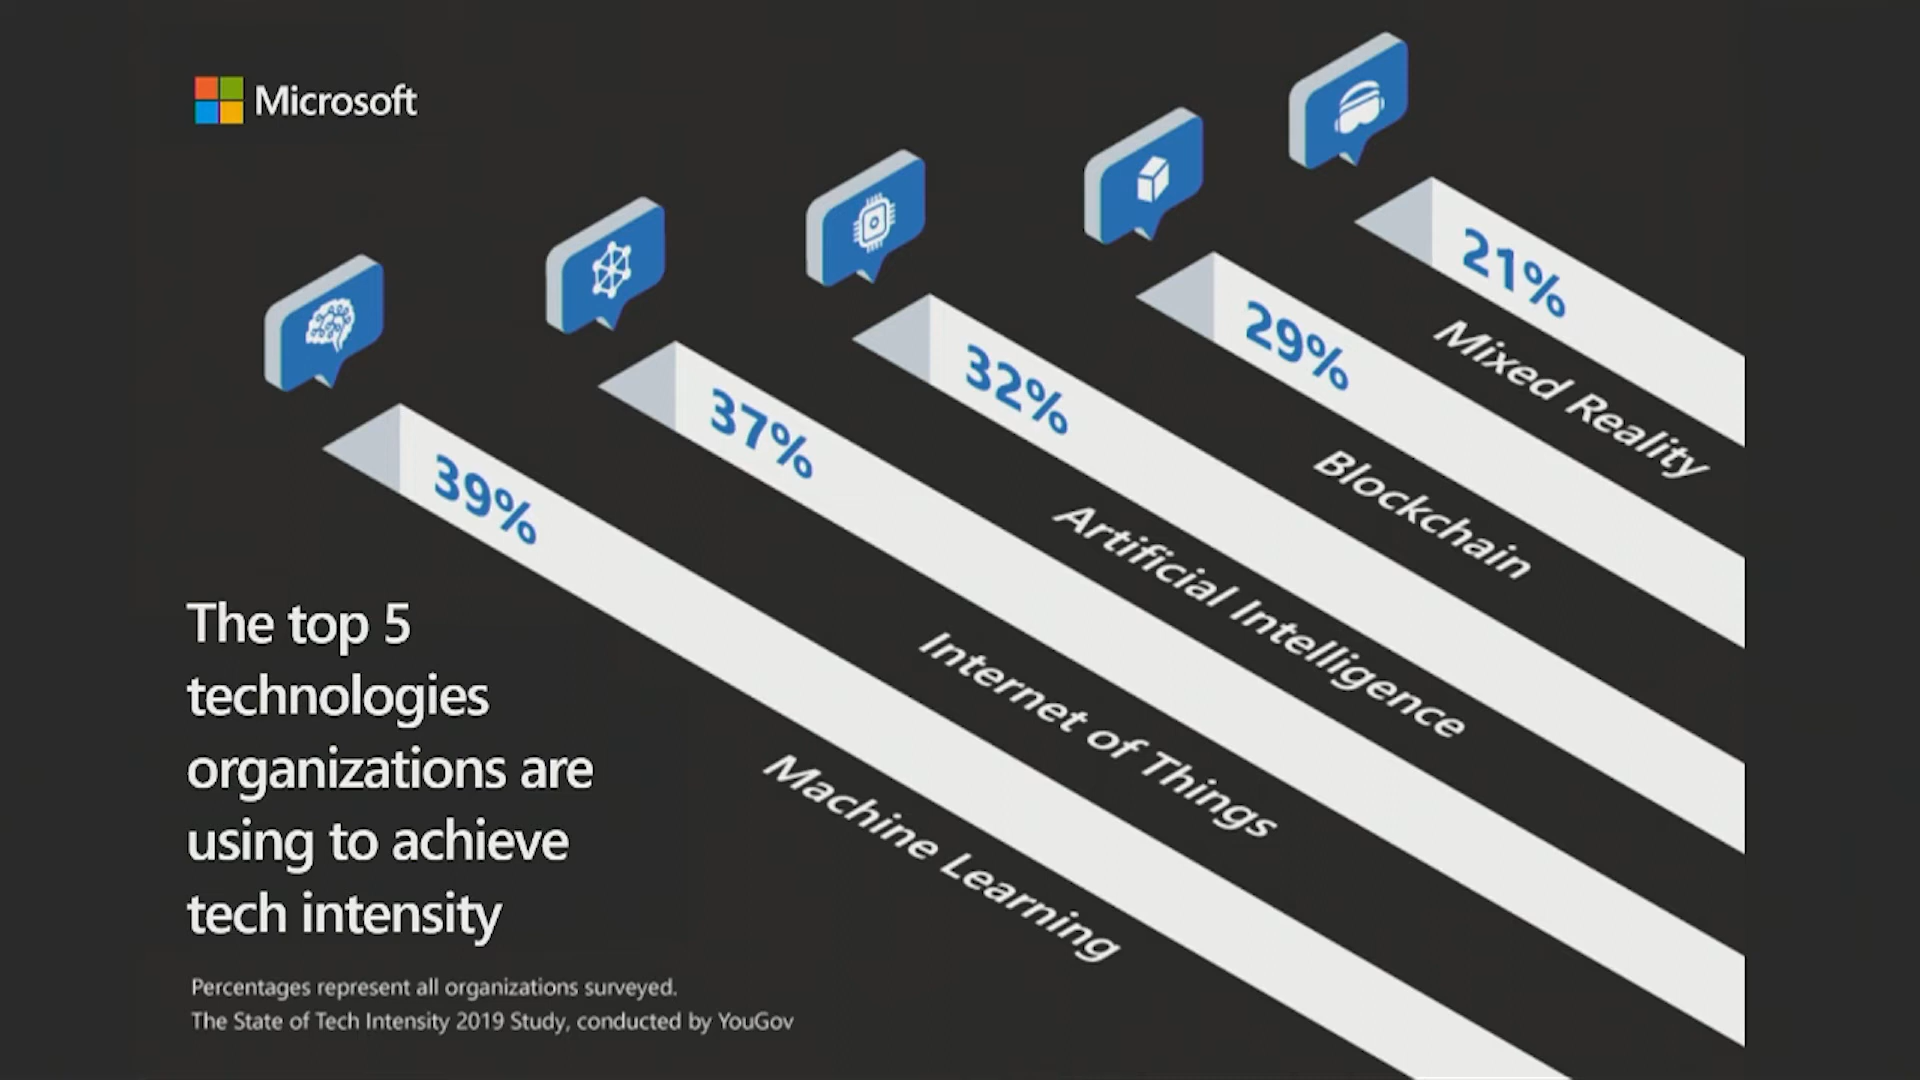 Microsoft
21%
Mixed Reality
29%
Blockchain
32%
Artificial Intelligence
37%
Internet of Things
39%
Machine Learning
The top 5
technologies
organizations are
using to achieve
tech intensity
Percentages represent all organizations surveyed.
The State of Tech Intensity 2019 Study, conducted by YouGov